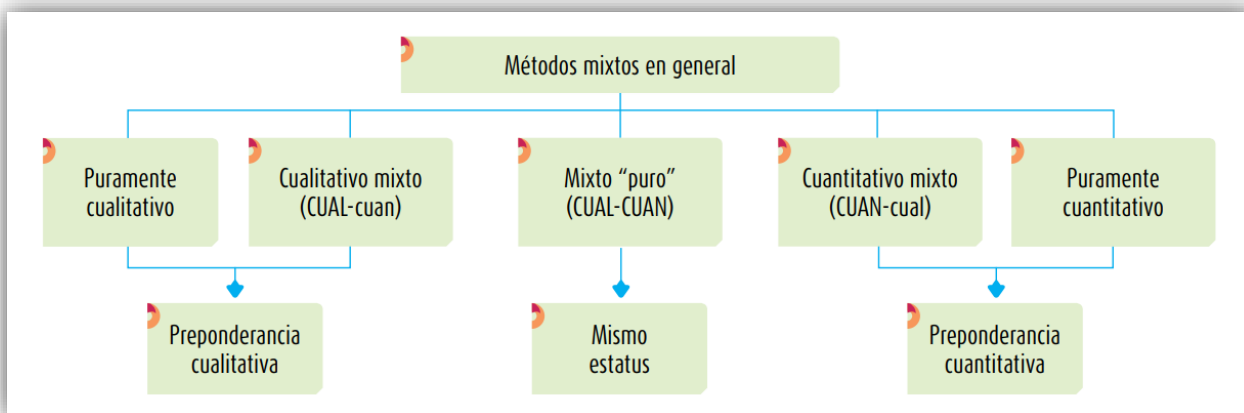 Métodos mixtos en general
Puramente
cualitativo
Cualitativo mixto
(CUAL-cuan)
Mixto “puro”
(CUAL-CUAN)
Cuantitativo mixto
(CUAN-cual)
Puramente
cuantitativo
Preponderancia
cualitativa
Mismo
estatus
Preponderancia
cuantitativa